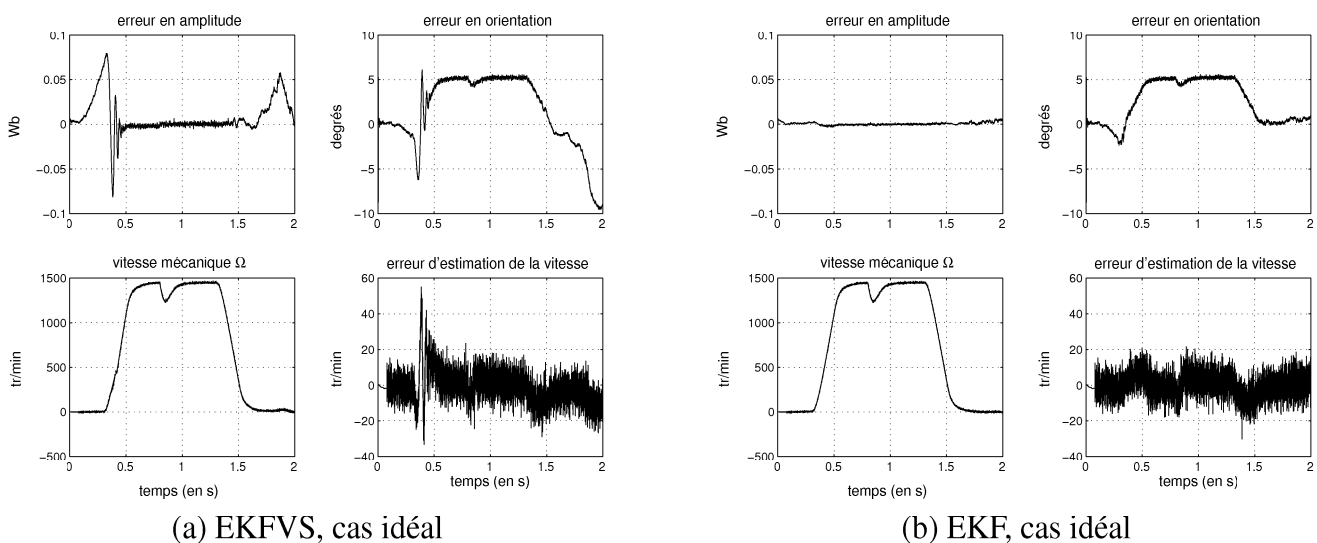 erreur en amplitude
0.1
0.05
0
−0.05
−0.1
Wb
0 0.5 1 1.5 2
erreur en orientation
10
5
0
−5
−10
degrés
0 0.5 1 1.5 2
vitesse mécanique Ω
1500
1000
500
0
−500
tr/min
0 0.5 1 1.5 2
temps (en s)
erreur d'estimation de la vitesse
60
40
20
0
−20
−40
tr/min
0 0.5 1 1.5 2
temps (en s)
(a) EKFVS, cas idéal
erreur en amplitude
0.1
0.05
0
−0.05
−0.1
Wb
0 0.5 1 1.5 2
erreur en orientation
10
5
0
−5
−10
degrés
0 0.5 1 1.5 2
vitesse mécanique Ω
1500
1000
500
0
−500
tr/min
0 0.5 1 1.5 2
temps (en s)
erreur d'estimation de la vitesse
60
40
20
0
−20
−40
tr/min
0 0.5 1 1.5 2
temps (en s)
(b) EKF, cas idéal